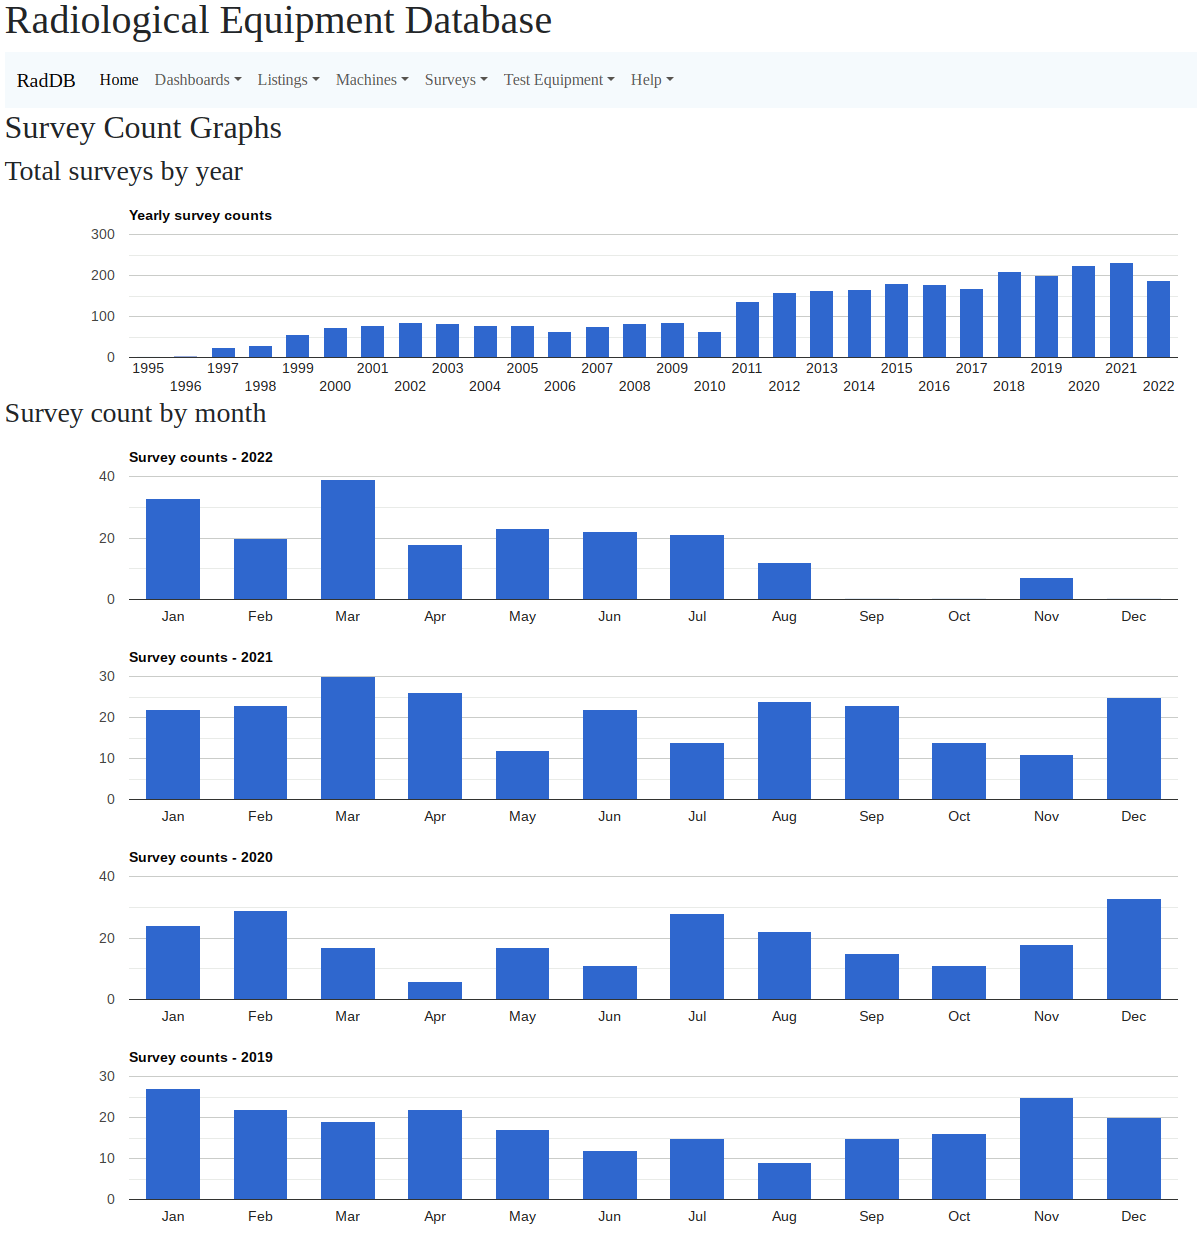 Radiological Equipment Database
RadDB Home Dashboards Listings Machines Surveys Test Equipment Help
Survey Count Graphs
Total surveys by year
Yearly survey counts
300
200
100
0
1995 1997 1999 2001 2003 2005 2007 2009 2011 2013 2015 2017 2019 2021
1996 1998 2000 2002 2004 2006 2008 2010 2012 2014 2016 2018 2020 2022
Survey count by month
Survey counts - 2022
40
20
0
Jan Feb Mar Apr May Jun Jul Aug Sep Oct Nov Dec
Survey counts - 2021
30
20
10
0
Jan Feb Mar Apr May Jun Jul Aug Sep Oct Nov Dec
Survey counts - 2020
40
20
0
Jan Feb Mar Apr May Jun Jul Aug Sep Oct Nov Dec
Survey counts - 2019
30
20
10
0
Jan Feb Mar Apr May Jun Jul Aug Sep Oct Nov Dec